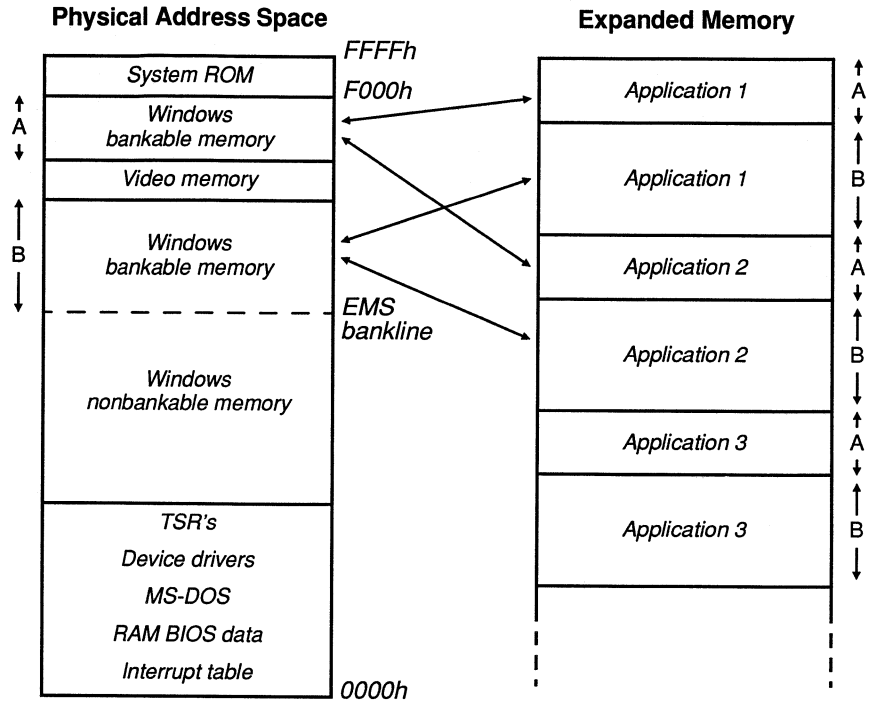 Physical Address Space
FFFFh
System ROM
F000h
A
Windows
bankable memory
Video memory
B
Windows
bankable memory
EMS
bankline
Windows
nonbankable memory
TSR's
Device drivers
MS-DOS
RAM BIOS data
Interrupt table
0000h
Expanded Memory
Application 1
A
Application 1
B
Application 2
A
Application 2
B
Application 3
A
Application 3
B